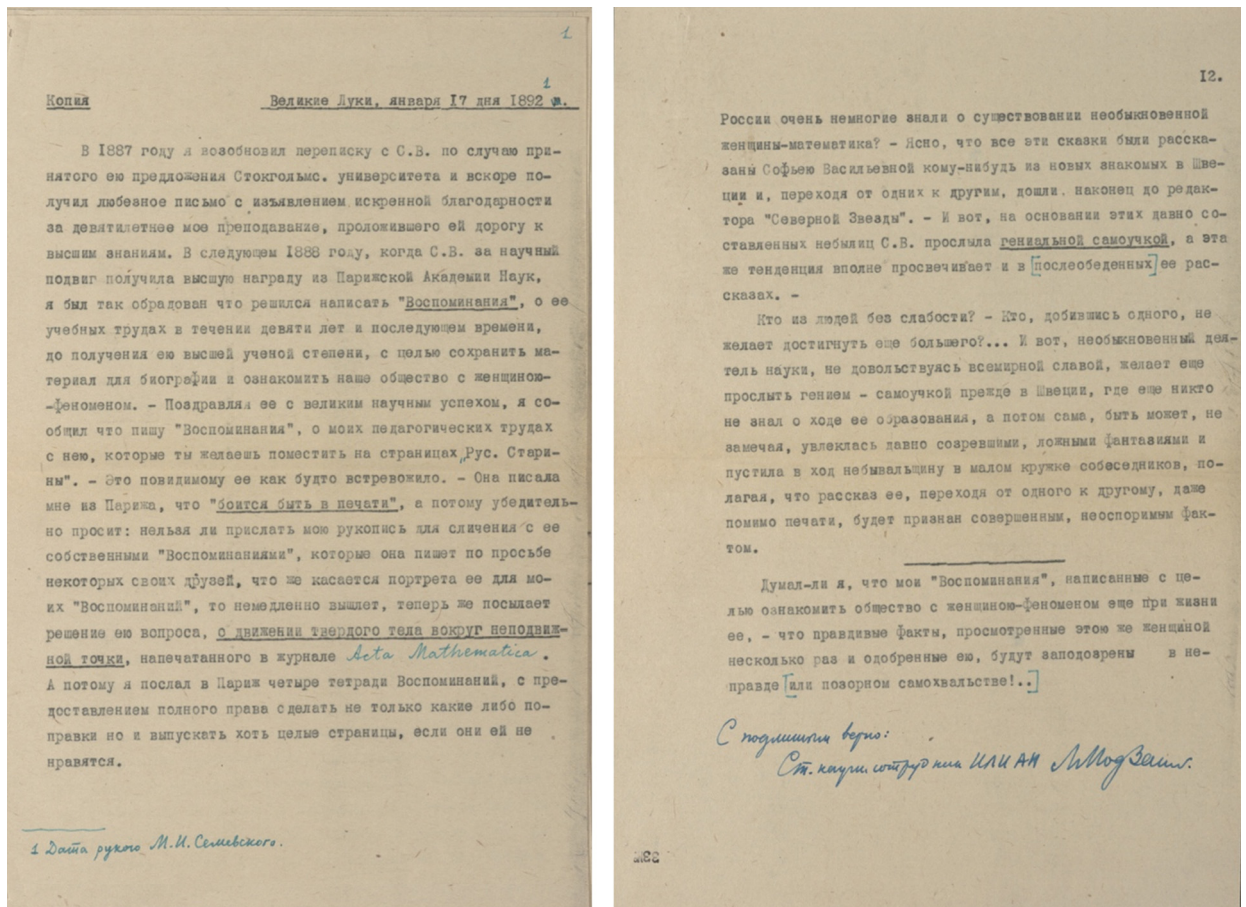 1
Копия Великие Луки, января 17 дня 1892 г.¹
В 1887 году я возобновил переписку с С.В. по случаю при-
нятого ею предложения Стокгольмс. университета и вскоре по-
лучил любезное письмо с изъявлением искренной благодарности
за девятилетнее мое преподавание, проложившего ей дорогу к
высшим знаниям. В следующем 1888 году, когда С.В. за научный
подвиг получила высшую награду из Парижской Академии Наук,
я был так обрадован что решился написать "Воспоминания", о ее
учебных трудах в течении девяти лет и последующем времени,
до получения ею высшей ученой степени, с целью сохранить ма-
териал для биографии и ознакомить наше общество с женщиною-
-феноменом. - Поздравляя ее с великим научным успехом, я со-
общил что пишу "Воспоминания", о моих педагогических трудах
с нею, которые ты желаешь поместить на страницах „Рус. Стари-
ны". - Это повидимому ее как будто встревожило. - Она писала
мне из Парижа, что "боится быть в печати", а потому убедитель-
но просит: нельзя ли прислать мою рукопись для сличения с ее
собственными "Воспоминаниями", которые она пишет по просьбе
некоторых своих друзей, что же касается портрета ее для мо-
их "Воспоминаний", то немедленно вышлет, теперь же посылает
решение ею вопроса, о движении твердого тела вокруг неподвиж-
ной точки, напечатанного в журнале Acta Mathematica.
А потому я послал в Париж четыре тетради Воспоминаний, с пре-
доставлением полного права сделать не только какие либо по-
правки но и выпускать хоть целые страницы, если они ей не
нравятся.
1 Дата рукою М.И. Семевского.
12.
России очень немногие знали о существовании необыкновенной
женщины-математика? - Ясно, что все эти сказки были расска-
заны Софьею Васильевной кому-нибудь из новых знакомых в Шве-
ции и, переходя от одних к другим, дошли наконец до редак-
тора "Северной Звезды". - И вот, на основании этих давно со-
ставленных небылиц С.В. прослыла гениальной самоучкой, а эта
же тенденция вполне просвечивает и в [послеобеденных] ее рас-
сказах. -
Кто из людей без слабости? - Кто, добившись одного, не
желает достигнуть еще большего?... И вот, необыкновенный дея-
тель науки, не довольствуясь всемирной славой, желает еще
прослыть гением - самоучкой прежде в Швеции, где еще никто
не знал о ходе ее образования, а потом сама, быть может, не
замечая, увлеклась давно созревшими, ложными фантазиями и
пустила в ход небывальщину в малом кружке собеседников, по-
лагая, что рассказ ее, переходя от одного к другому, даже
помимо печати, будет признан совершенным, неоспоримым фак-
том.
Думал-ли я, что мои "Воспоминания", написанные с це-
лью ознакомить общество с женщиною-феноменом еще при жизни
ее, - что правдивые факты, просмотренные этою же женщиной
несколько раз и одобренные ею, будут заподозрены в не-
правде [или позорном самохвальстве!..]
С подлинным верно:
Ст. научн. сотрудник ИЛИ АН